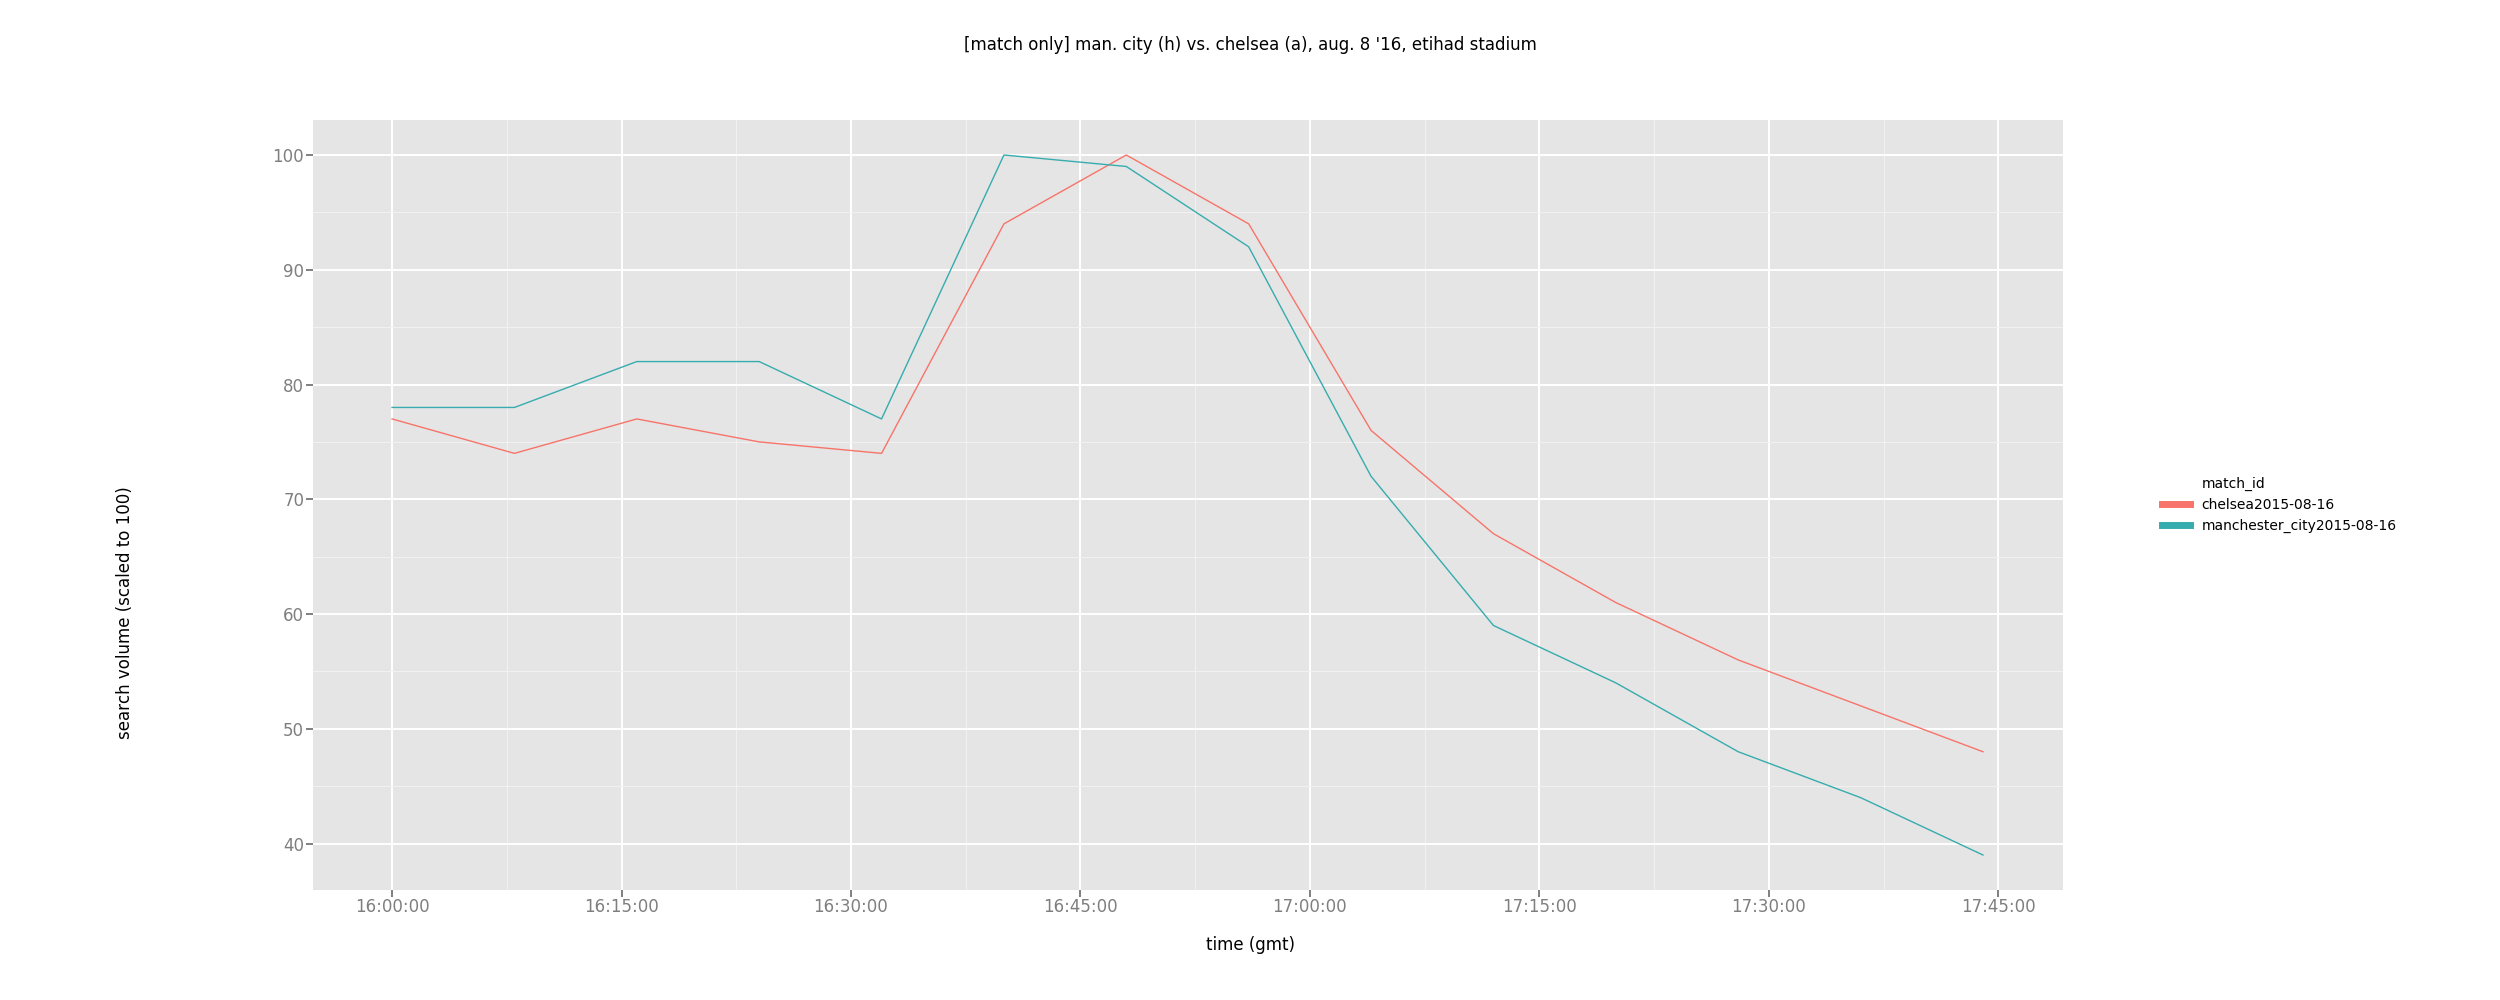 [match only] man. city (h) vs. chelsea (a), aug. 8 '16, etihad stadium
search volume (scaled to 100)
100
90
80
70
60
50
40
16:00:00 16:15:00 16:30:00 16:45:00 17:00:00 17:15:00 17:30:00 17:45:00
time (gmt)
match_id
chelsea2015-08-16
manchester_city2015-08-16